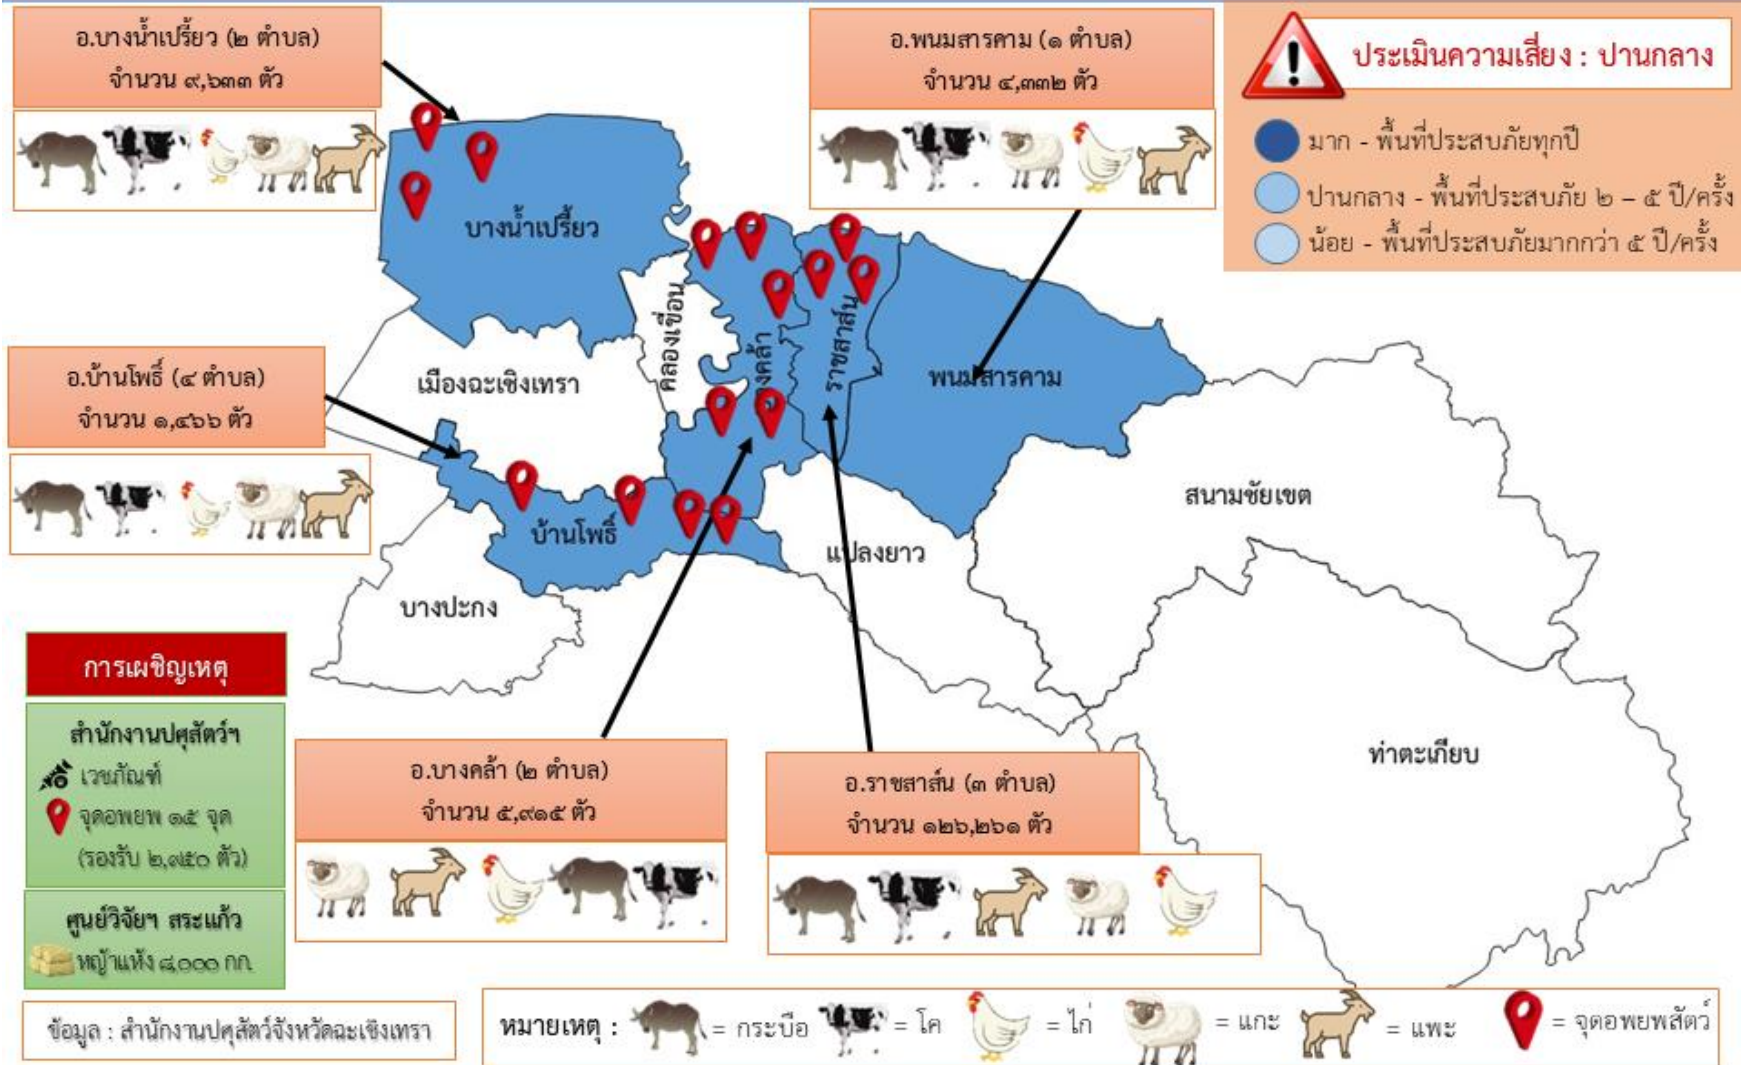 อ.บางน้ำเปรี้ยว (๒ ตำบล)
จำนวน ๙,๖๓๓ ตัว
อ.พนมสารคาม (๑ ตำบล)
จำนวน ๔,๓๓๒ ตัว
ประเมินความเสี่ยง : ปานกลาง
มาก - พื้นที่ประสบภัยทุกปี
ปานกลาง - พื้นที่ประสบภัย ๒ – ๕ ปี/ครั้ง
น้อย - พื้นที่ประสบภัยมากกว่า ๕ ปี/ครั้ง
บางน้ำเปรี้ยว
คลองเขื่อน
ราชสาส์น
พนมสารคาม
เมืองฉะเชิงเทรา
อ.บ้านโพธิ์ (๔ ตำบล)
จำนวน ๑,๔๖๖ ตัว
สนามชัยเขต
บ้านโพธิ์
แปลงยาว
บางปะกง
ท่าตะเกียบ
การเผชิญเหตุ
สำนักงานปศุสัตว์ฯ
เวชภัณฑ์
จุดอพยพ ๑๕ จุด
(รองรับ ๒,๙๕๐ ตัว)
ศูนย์วิจัยฯ สระแก้ว
หญ้าแห้ง ๘,๐๐๐ กก.
อ.บางคล้า (๒ ตำบล)
จำนวน ๕,๙๑๕ ตัว
อ.ราชสาส์น (๓ ตำบล)
จำนวน ๑๒๖,๒๖๑ ตัว
ข้อมูล : สำนักงานปศุสัตว์จังหวัดฉะเชิงเทรา
หมายเหตุ : = กระบือ = โค = ไก่ = แกะ = แพะ = จุดอพยพสัตว์